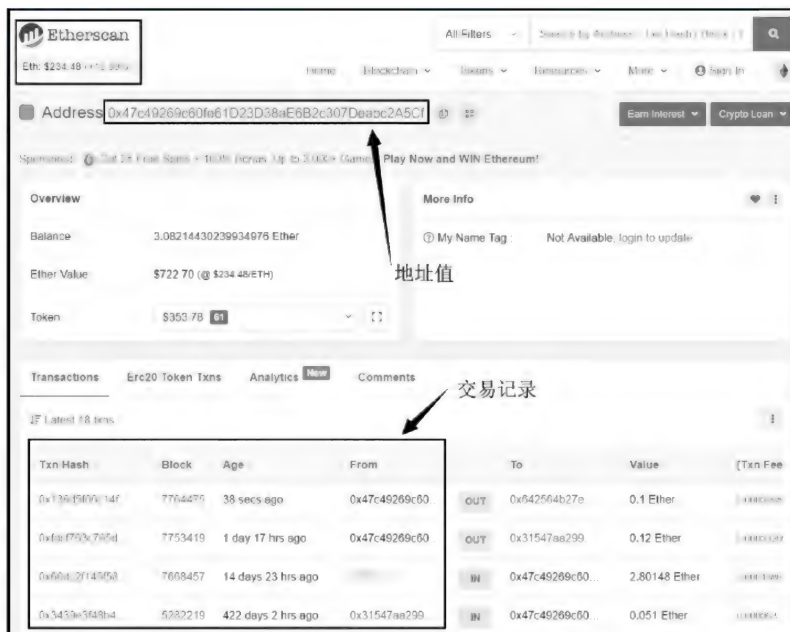 Etherscan
All Filters
Eth: $234.48
Home Blockchain Tokens Resources More Sign In
Address 0x47c49269c60fe61D23D38aE6B2c307Deabc2A5Cf
Earn Interest Crypto Loan
Play Now and WIN Ethereum!
Overview
More Info
Balance 3.08214430239934976 Ether
My Name Tag : Not Available, login to update
Ether Value $722.70 (@ $234.48/ETH)
地址值
Token $353.78 61
Transactions Erc20 Token Txns Analytics New Comments
交易记录
Latest 18 txns
Txn Hash Block Age From To Value [Txn Fee
38 secs ago 0x47c49269c60... OUT 0x642564b27e... 0.1 Ether
7753419 1 day 17 hrs ago 0x47c49269c60... OUT 0x31547aa299... 0.12 Ether
7668457 14 days 23 hrs ago IN 0x47c49269c60... 2.80148 Ether
5282219 422 days 2 hrs ago 0x31547aa299... IN 0x47c49269c60... 0.051 Ether